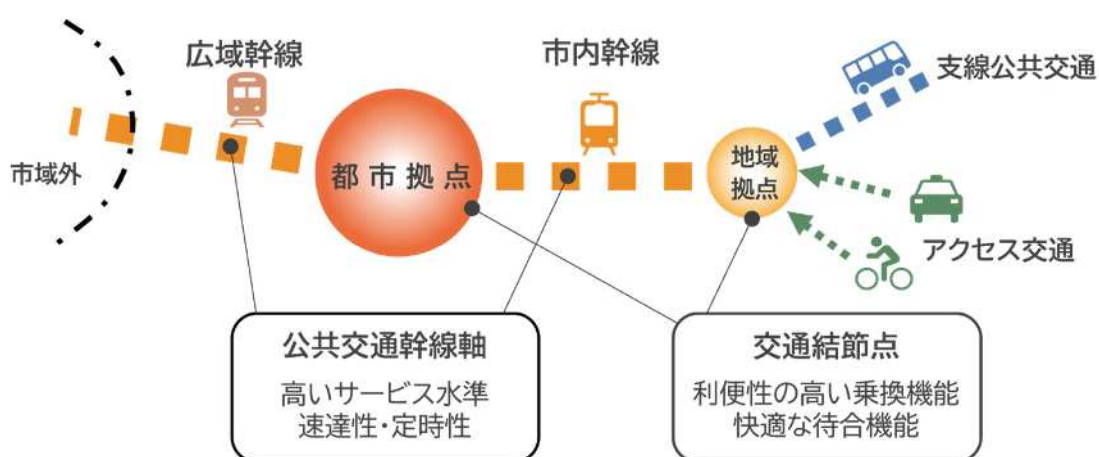 広域幹線
市内幹線
支線公共交通
市域外
都市拠点
地域
拠点
アクセス交通
公共交通幹線軸
高いサービス水準
速達性・定時性
交通結節点
利便性の高い乗換機能
快適な待合機能